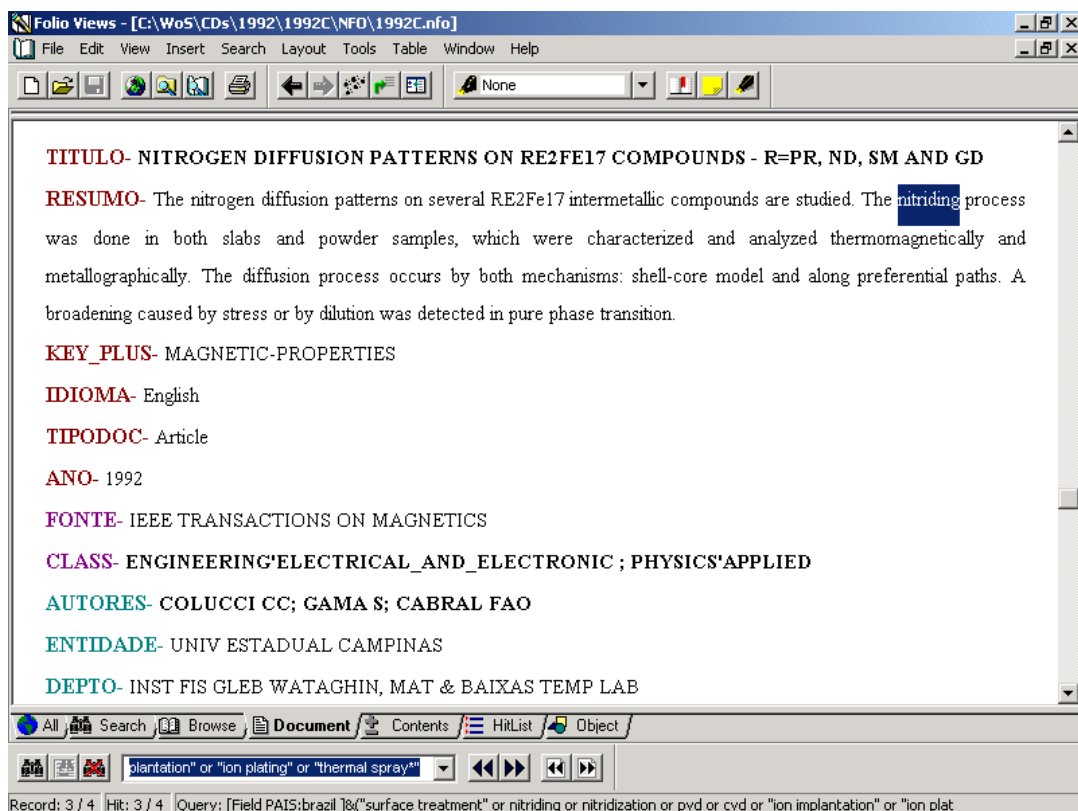 Folio Views - [C:\WoS\CDs\1992\1992C\NFO\1992C.nfo]
File Edit View Insert Search Layout Tools Table Window Help
None
TITULO- NITROGEN DIFFUSION PATTERNS ON RE2FE17 COMPOUNDS - R=PR, ND, SM AND GD
RESUMO- The nitrogen diffusion patterns on several RE2Fe17 intermetallic compounds are studied. The nitriding process
was done in both slabs and powder samples, which were characterized and analyzed thermomagnetically and
metallographically. The diffusion process occurs by both mechanisms: shell-core model and along preferential paths. A
broadening caused by stress or by dilution was detected in pure phase transition.
KEY_PLUS- MAGNETIC-PROPERTIES
IDIOMA- English
TIPODOC- Article
ANO- 1992
FONTE- IEEE TRANSACTIONS ON MAGNETICS
CLASS- ENGINEERING'ELECTRICAL_AND_ELECTRONIC ; PHYSICS'APPLIED
AUTORES- COLUCCI CC; GAMA S; CABRAL FAO
ENTIDADE- UNIV ESTADUAL CAMPINAS
DEPTO- INST FIS GLEB WATAGHIN, MAT & BAIXAS TEMP LAB
All Search Browse Document Contents HitList Object
plantation" or "ion plating" or "thermal spray*"
Record: 3 / 4 Hit: 3 / 4 Query: [Field PAIS:brazil ]&("surface treatment" or nitriding or nitridization or pvd or cvd or "ion implantation" or "ion plat